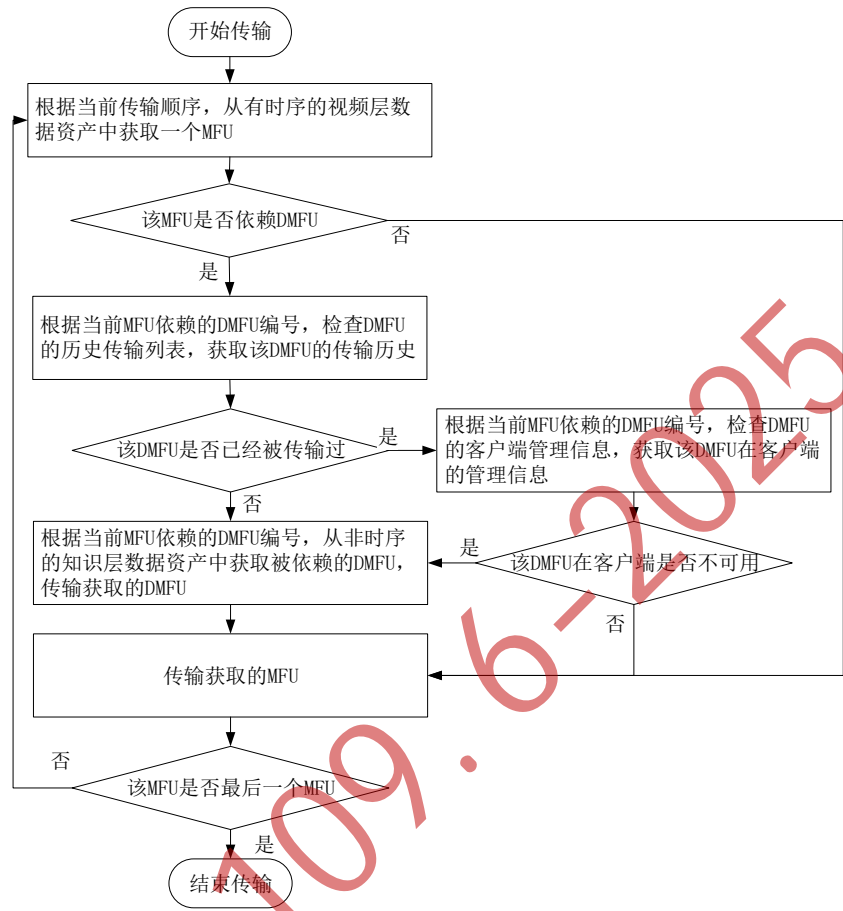 开始传输
根据当前传输顺序，从有时序的视频层数
据资产中获取一个MFU
该MFU是否依赖DMFU
否
是
根据当前MFU依赖的DMFU编号，检查DMFU
的历史传输列表，获取该DMFU的传输历史
该DMFU是否已经被传输过
是
根据当前MFU依赖的DMFU编号，检查DMFU
的客户端管理信息，获取该DMFU在客户端
的管理信息
否
根据当前MFU依赖的DMFU编号，从非时序
的知识层数据资产中获取被依赖的DMFU，
传输获取的DMFU
是
该DMFU在客户端是否不可用
否
传输获取的MFU
否
该MFU是否最后一个MFU
是
结束传输
109.6-2025